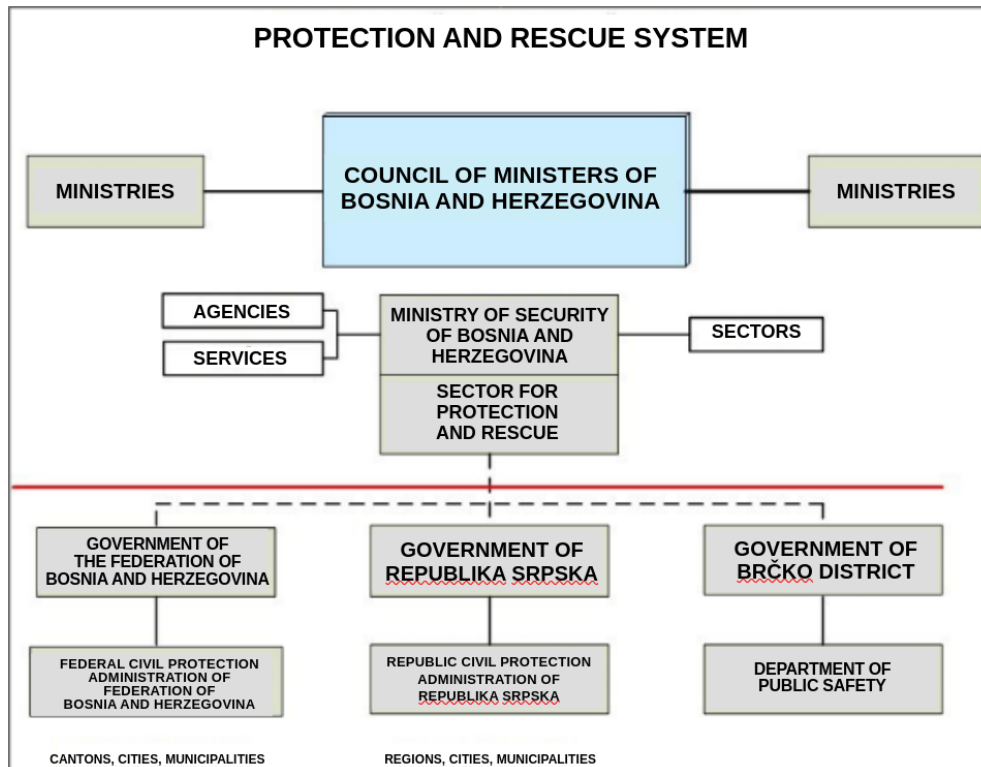 PROTECTION AND RESCUE SYSTEM
MINISTRIES
COUNCIL OF MINISTERS OF
BOSNIA AND HERZEGOVINA
MINISTRIES
AGENCIES
SERVICES
MINISTRY OF SECURITY
OF BOSNIA AND
HERZEGOVINA
SECTORS
SECTOR FOR
PROTECTION
AND RESCUE
GOVERNMENT OF
THE FEDERATION OF
BOSNIA AND HERZEGOVINA
GOVERNMENT OF
REPUBLIKA SRPSKA
GOVERNMENT OF
BRČKO DISTRICT
FEDERAL CIVIL PROTECTION
ADMINISTRATION OF
FEDERATION OF
BOSNIA AND HERZEGOVINA
REPUBLIC CIVIL PROTECTION
ADMINISTRATION OF
REPUBLIKA SRPSKA
DEPARTMENT OF
PUBLIC SAFETY
CANTONS, CITIES, MUNICIPALITIES
REGIONS, CITIES, MUNICIPALITIES